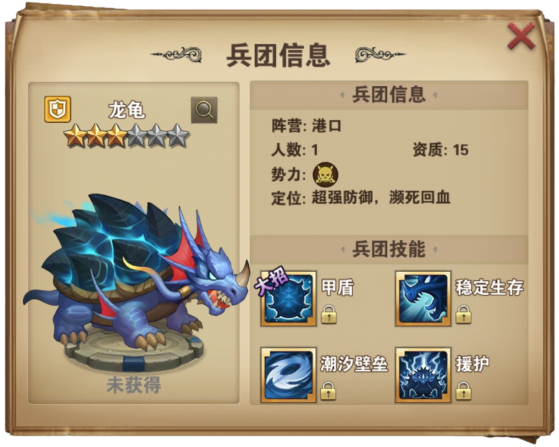 兵团信息
龙龟
未获得
兵团信息
阵营: 港口
人数: 1 资质: 15
势力:
定位: 超强防御，濒死回血
兵团技能
大招 甲盾 稳定生存
潮汐壁垒 援护